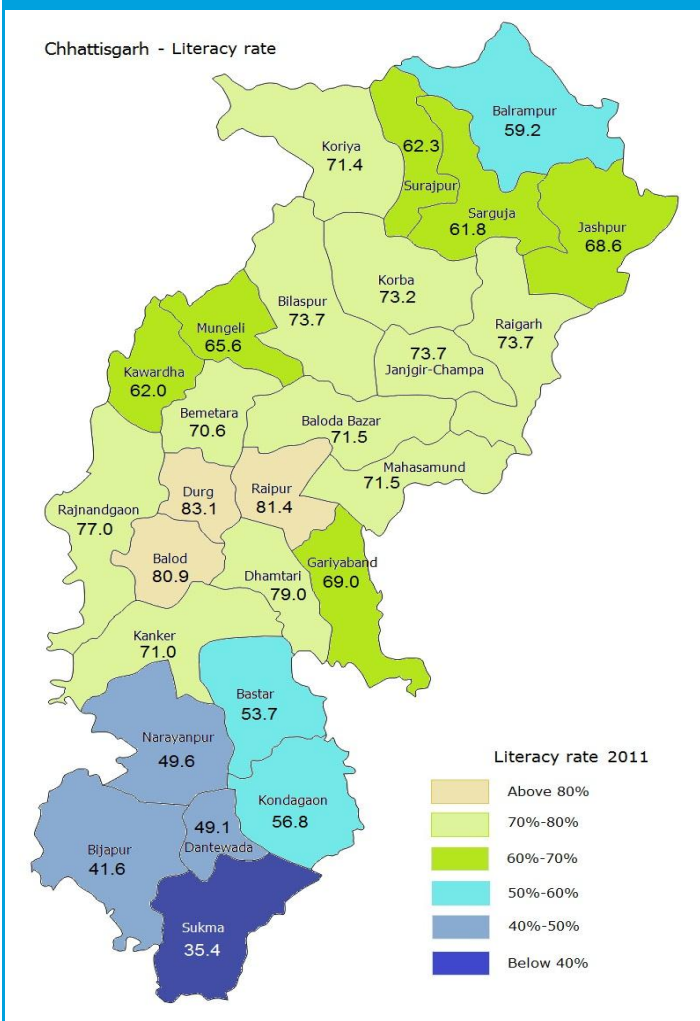 Chhattisgarh - Literacy rate
Balrampur
59.2
Koriya
71.4
62.3
Surajpur
Sarguja
61.8
Jashpur
68.6
Bilaspur
73.7
Korba
73.2
Raigarh
73.7
Mungeli
65.6
73.7
Janjgir-Champa
Kawardha
62.0
Bemetara
70.6
Baloda Bazar
71.5
Mahasamund
71.5
Rajnandgaon
77.0
Durg
83.1
Raipur
81.4
Balod
80.9
Dhamtari
79.0
Gariyaband
69.0
Kanker
71.0
Bastar
53.7
Narayanpur
49.6
Kondagaon
56.8
49.1
Dantewada
Bijapur
41.6
Sukma
35.4
Literacy rate 2011
Above 80%
70%-80%
60%-70%
50%-60%
40%-50%
Below 40%